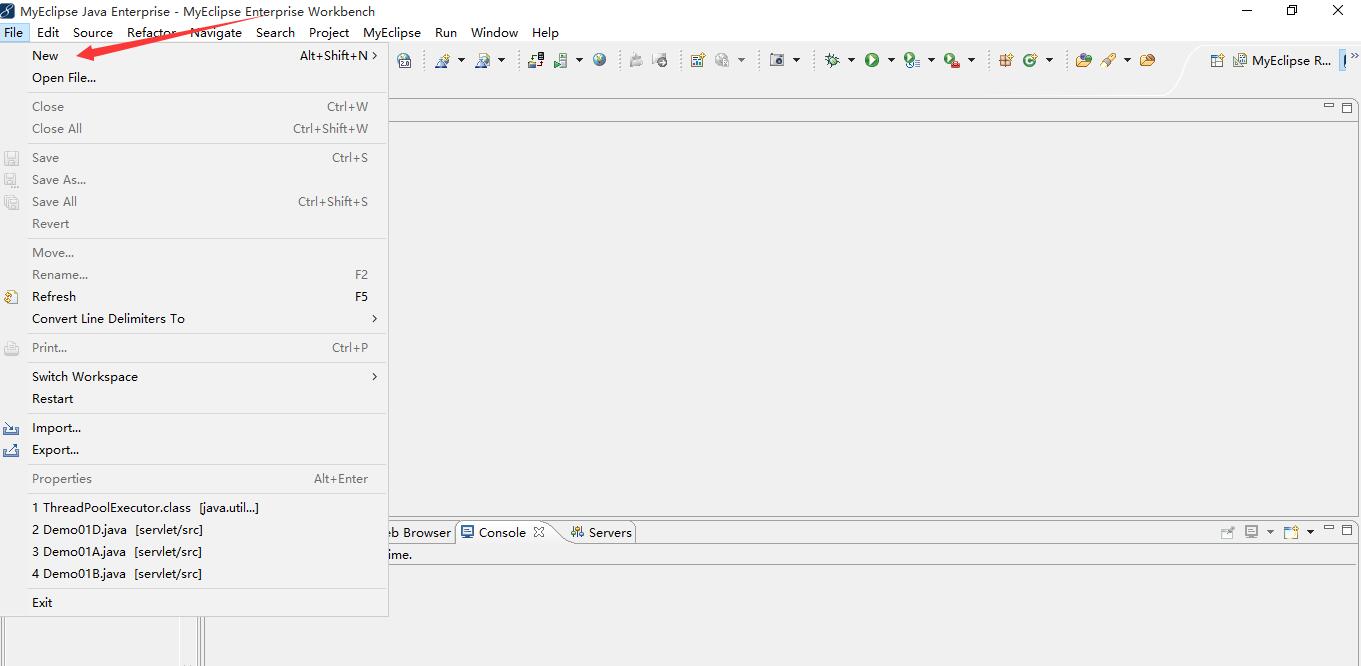 MyEclipse Java Enterprise - MyEclipse Enterprise Workbench
File Edit Source Refactor Navigate Search Project MyEclipse Run Window Help
New Alt+Shift+N
Open File...
Close Ctrl+W
Close All Ctrl+Shift+W
Save Ctrl+S
Save As...
Save All Ctrl+Shift+S
Revert
Move...
Rename... F2
Refresh F5
Convert Line Delimiters To
Print... Ctrl+P
Switch Workspace
Restart
Import...
Export...
Properties Alt+Enter
1 ThreadPoolExecutor.class [java.util...]
2 Demo01D.java [servlet/src]
3 Demo01A.java [servlet/src]
4 Demo01B.java [servlet/src]
Exit
2.0
MyEclipse R...
eb Browser Console Servers
ime.